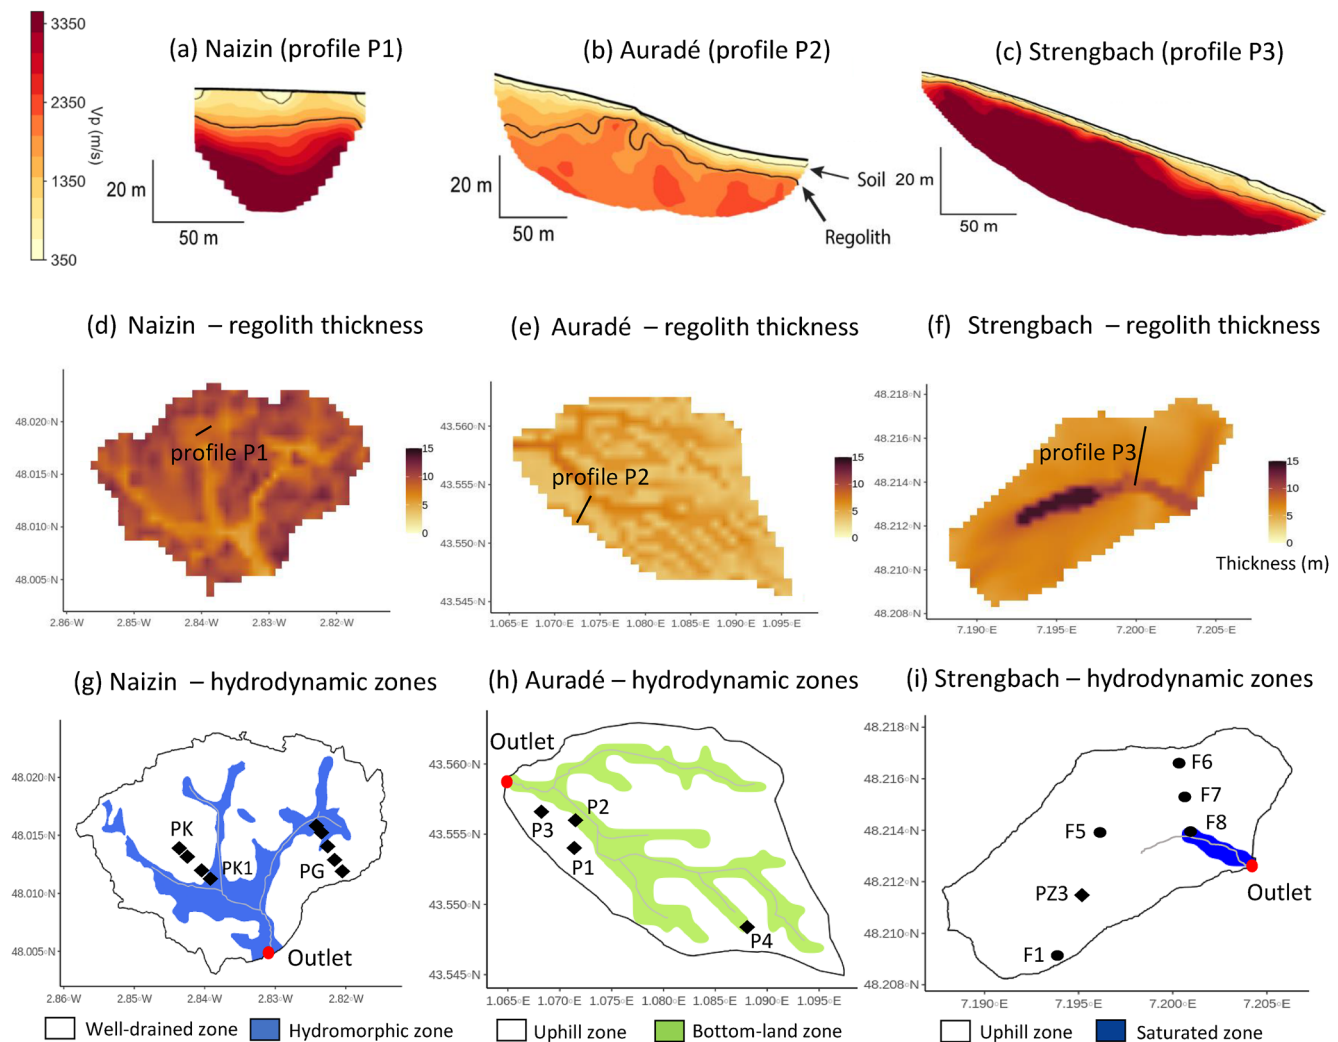 (a) Naizin (profile P1)
(b) Auradé (profile P2)
(c) Strengbach (profile P3)
3350
2350
1350
350
Vp (m/s)
20 m
50 m
20 m
50 m
Soil
Regolith
20 m
50 m
(d) Naizin – regolith thickness
(e) Auradé – regolith thickness
(f) Strengbach – regolith thickness
48.020°N
48.015°N
48.010°N
48.005°N
2.86°W
2.85°W
2.84°W
2.83°W
2.82°W
profile P1
15
10
5
0
43.560°N
43.555°N
43.550°N
43.545°N
1.065°E
1.070°E
1.075°E
1.080°E
1.085°E
1.090°E
1.095°E
profile P2
15
10
5
0
48.218°N
48.216°N
48.214°N
48.212°N
48.210°N
48.208°N
7.190°E
7.195°E
7.200°E
7.205°E
profile P3
15
10
5
0
Thickness (m)
(g) Naizin – hydrodynamic zones
(h) Auradé – hydrodynamic zones
(i) Strengbach – hydrodynamic zones
48.020°N
48.015°N
48.010°N
48.005°N
2.86°W
2.85°W
2.84°W
2.83°W
2.82°W
PK
PK1
PG
Outlet
Well-drained zone
Hydromorphic zone
43.560°N
43.555°N
43.550°N
43.545°N
1.065°E
1.070°E
1.075°E
1.080°E
1.085°E
1.090°E
1.095°E
Outlet
P2
P3
P1
P4
Uphill zone
Bottom-land zone
48.218°N
48.216°N
48.214°N
48.212°N
48.210°N
48.208°N
7.190°E
7.195°E
7.200°E
7.205°E
F6
F7
F8
F5
PZ3
F1
Outlet
Uphill zone
Saturated zone